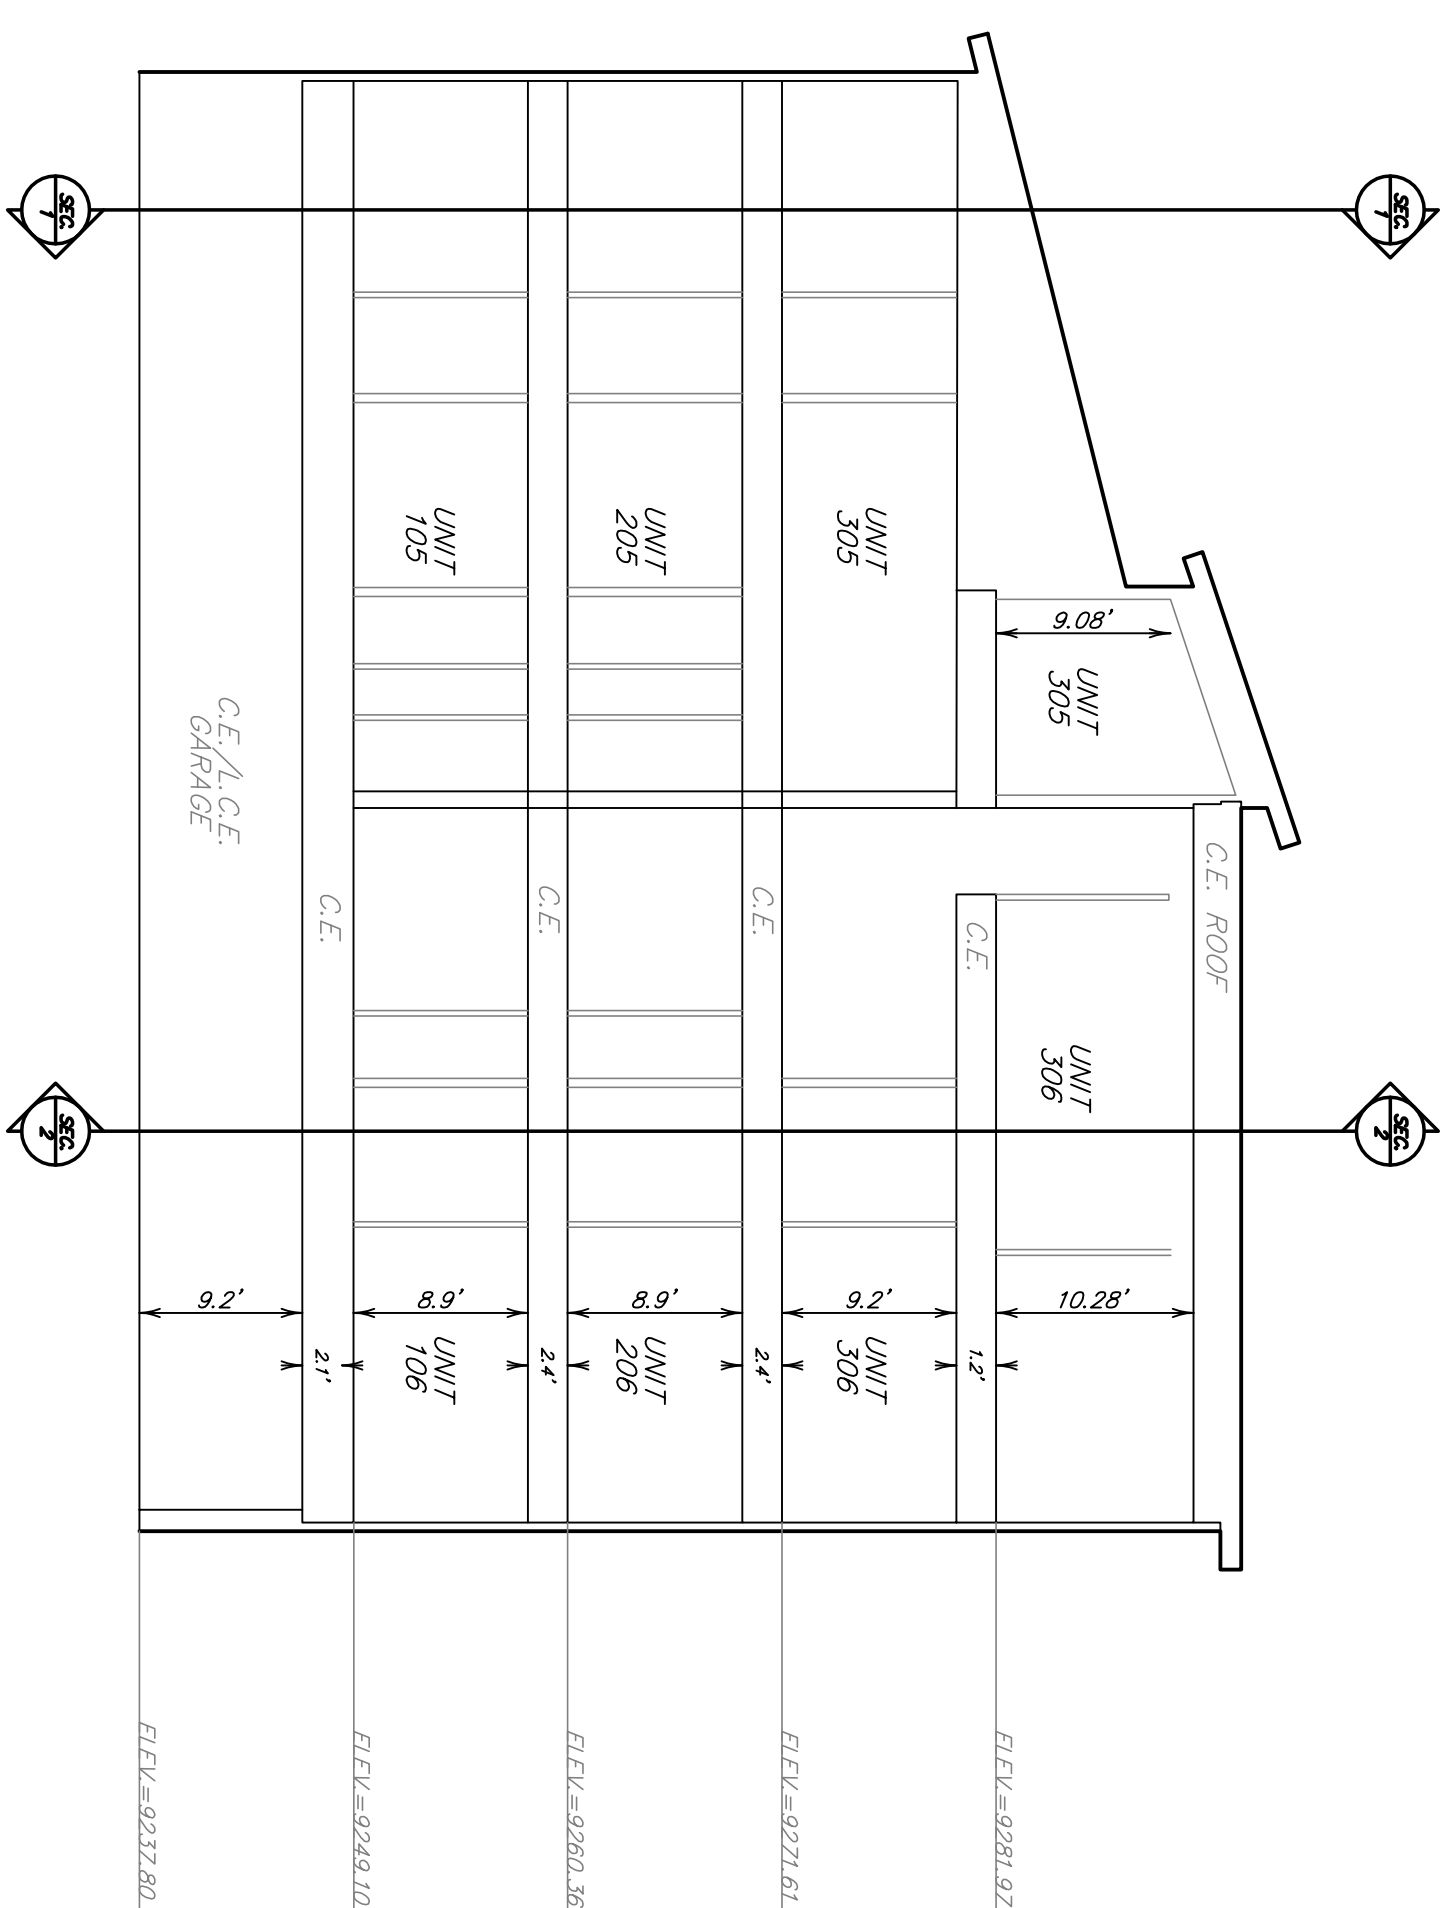 SEC.
1
SEC.
2
C.E. ROOF
9.08'
UNIT
305
UNIT
306
10.28'
C.E.
1.2'
UNIT
305
9.2'
UNIT
306
C.E.
2.4'
UNIT
205
8.9'
UNIT
206
C.E.
2.4'
UNIT
105
8.9'
UNIT
106
C.E.
2.1'
C.E./L.C.E.
GARAGE
9.2'
SEC.
1
SEC.
2
ELEV.=9281.97
ELEV.=9271.61
ELEV.=9260.36
ELEV.=9249.10
ELEV.=9237.80